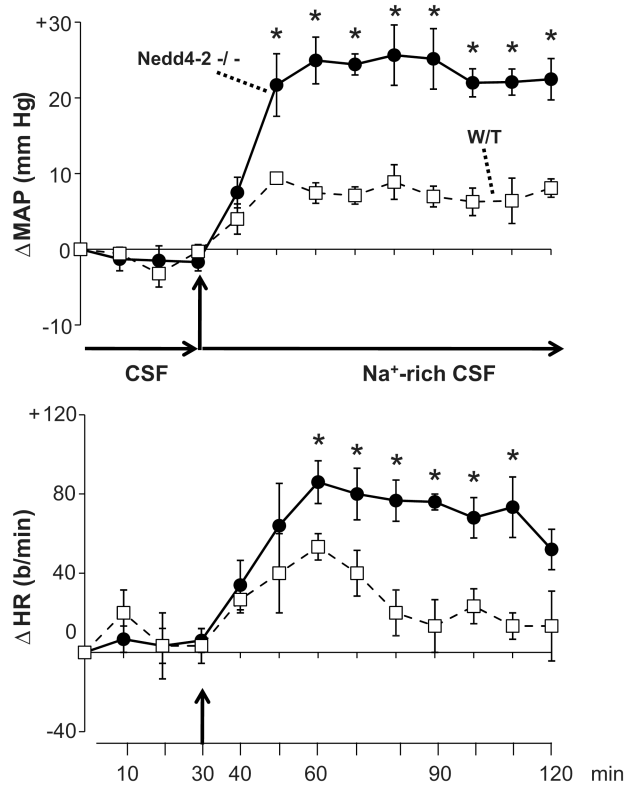 +30
* * * * * * * *
Nedd4-2 -/-
20
W/T
ΔMAP (mm Hg)
10
0
-10
CSF
Na⁺-rich CSF
+120
* * * * * *
80
ΔHR (b/min)
40
0
-40
10 30 40 60 90 120 min